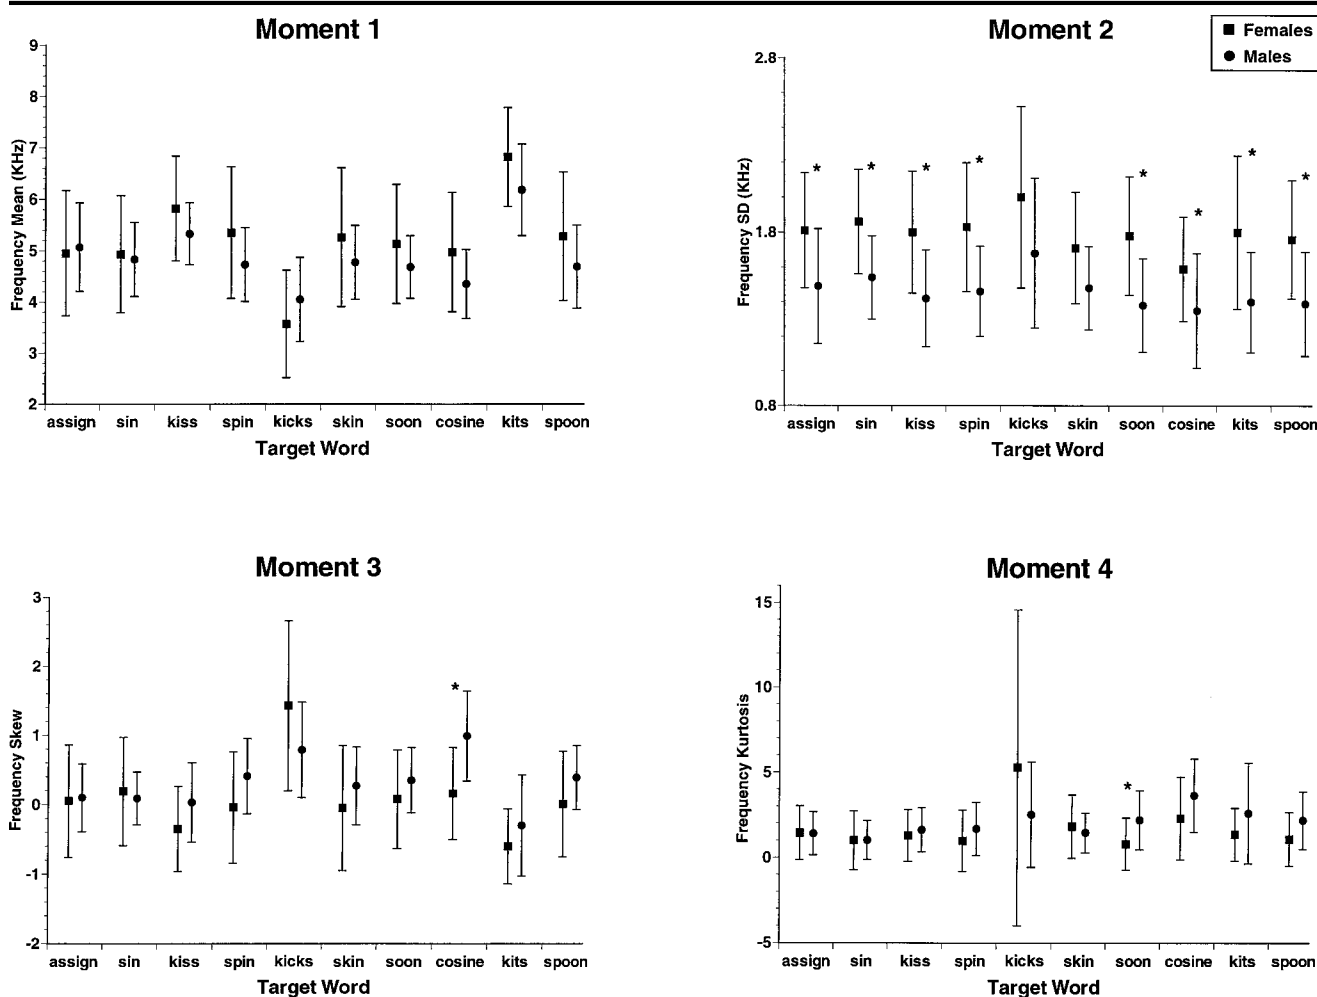 Moment 1
9
8
7
6
5
4
3
2
Frequency Mean (KHz)
assign sin kiss spin kicks skin soon cosine kits spoon
Target Word
Moment 2
Females
Males
2.8
1.8
0.8
Frequency SD (KHz)
* * * * * * * *
assign sin kiss spin kicks skin soon cosine kits spoon
Target Word
Moment 3
3
2
1
0
-1
-2
Frequency Skew
*
assign sin kiss spin kicks skin soon cosine kits spoon
Target Word
Moment 4
15
10
5
0
-5
Frequency Kurtosis
*
assign sin kiss spin kicks skin soon cosine kits spoon
Target Word